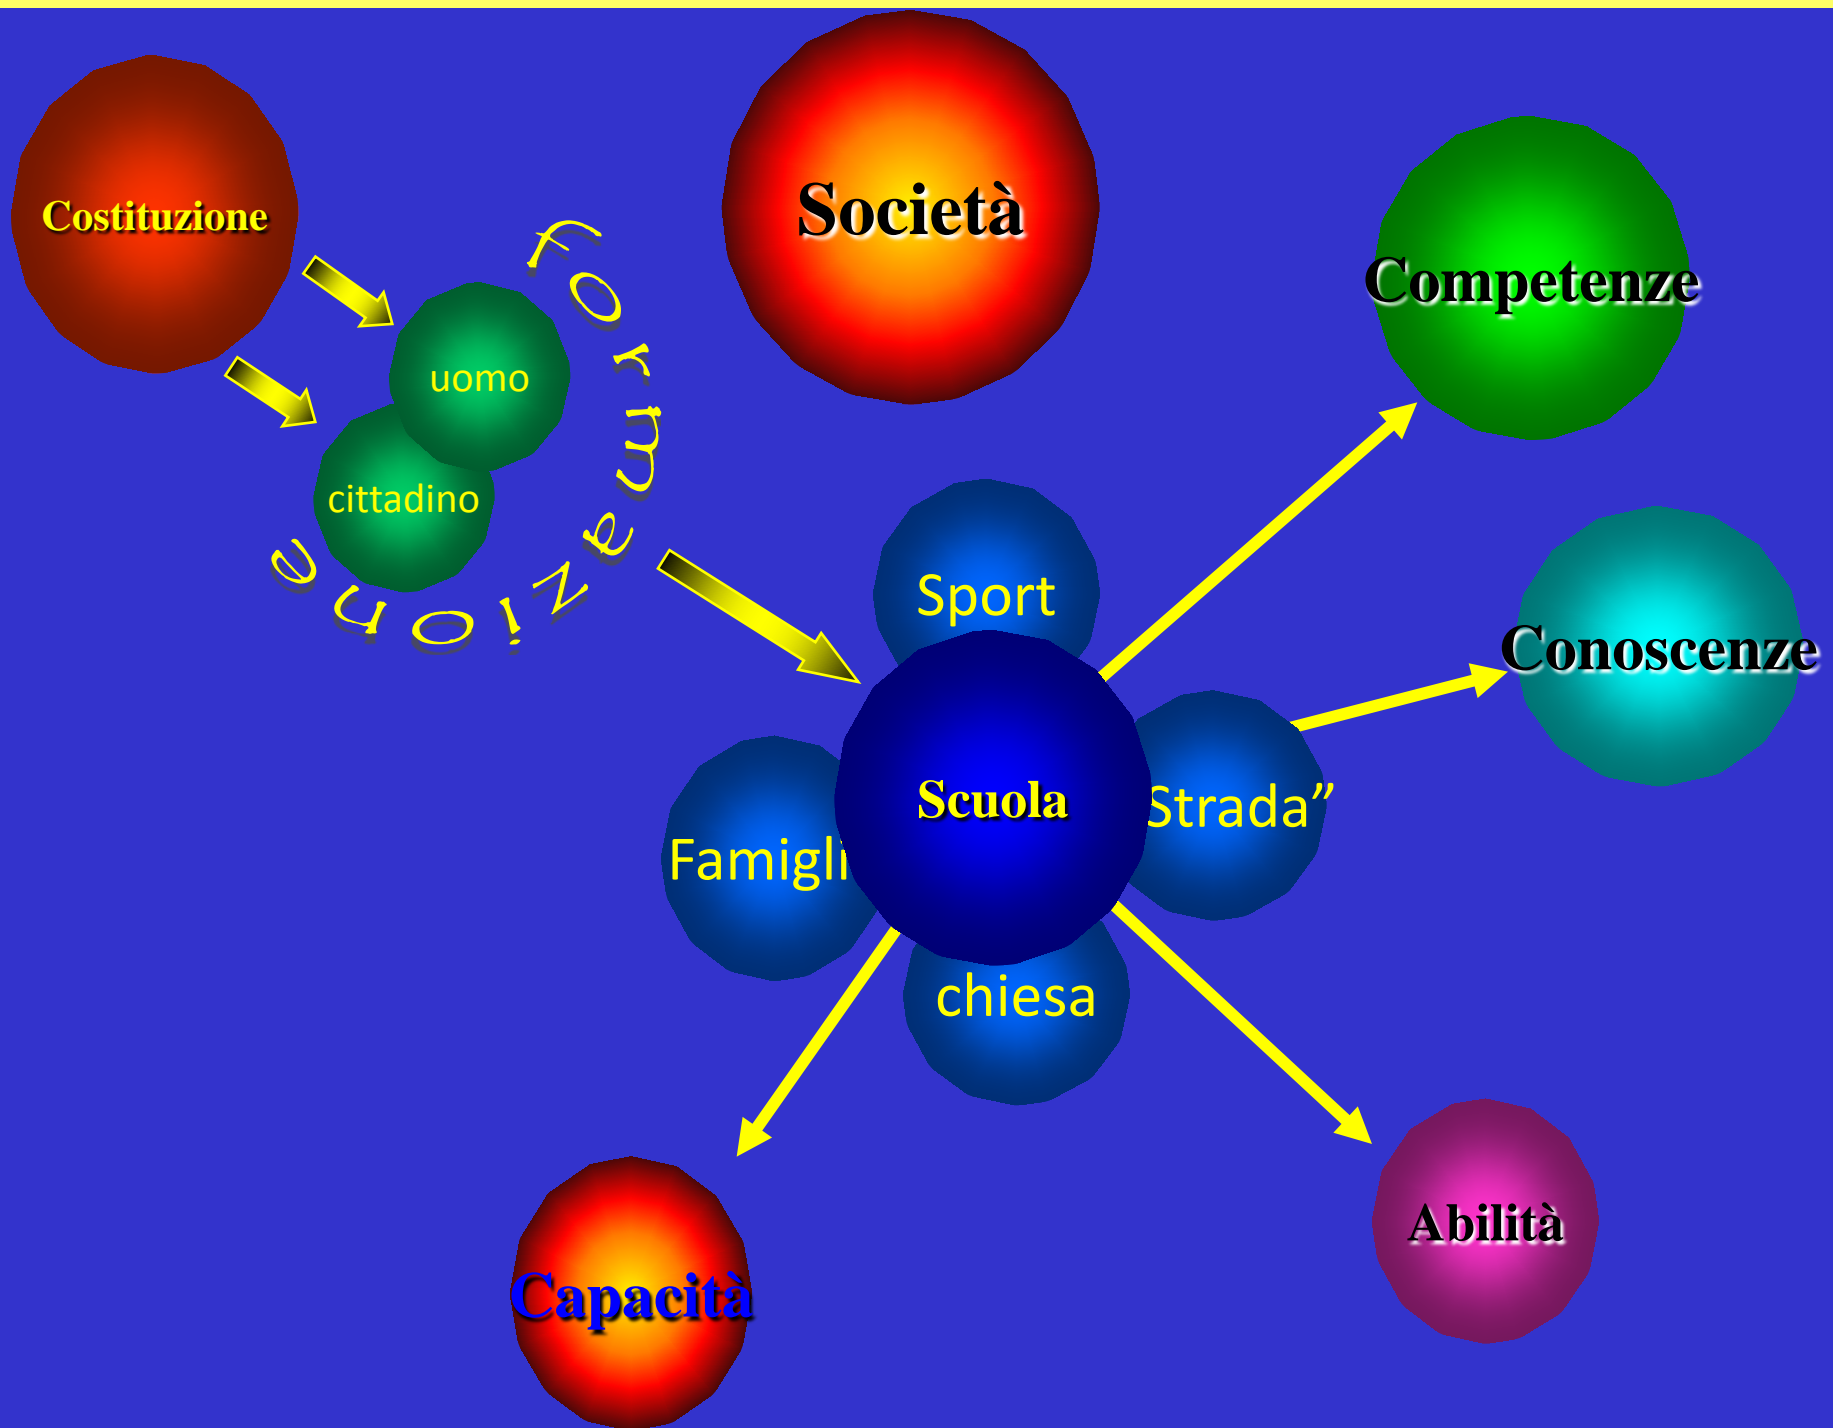 Società
Costituzione
Competenze
uomo
cittadino
Formazione
Sport
Conoscenze
Scuola
Strada”
Famigli
chiesa
Abilità
Capacità